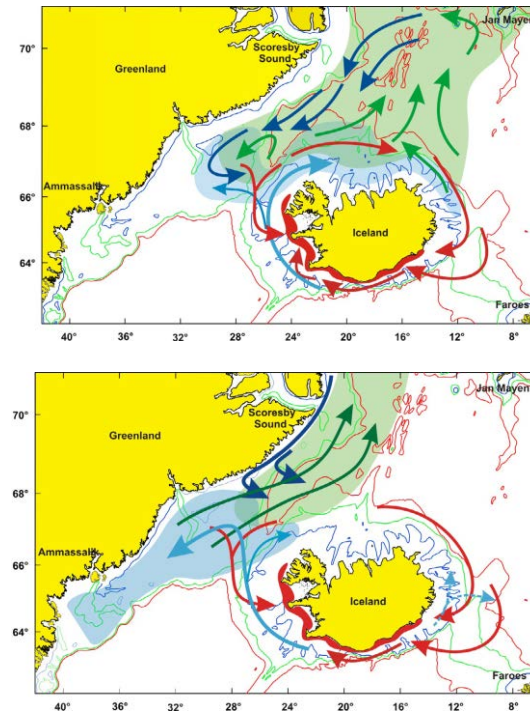 70°
Jan Mayen
Scoresby
Sound
Greenland
68°
66°
Ammassalik
Iceland
64°
Faroes
40°
36°
32°
28°
24°
20°
16°
12°
8°
Jan Mayen
70°
Scoresby
Sound
Greenland
68°
66°
Ammassalik
Iceland
64°
Faroes
40
36
32
28
24
20
16
12
8